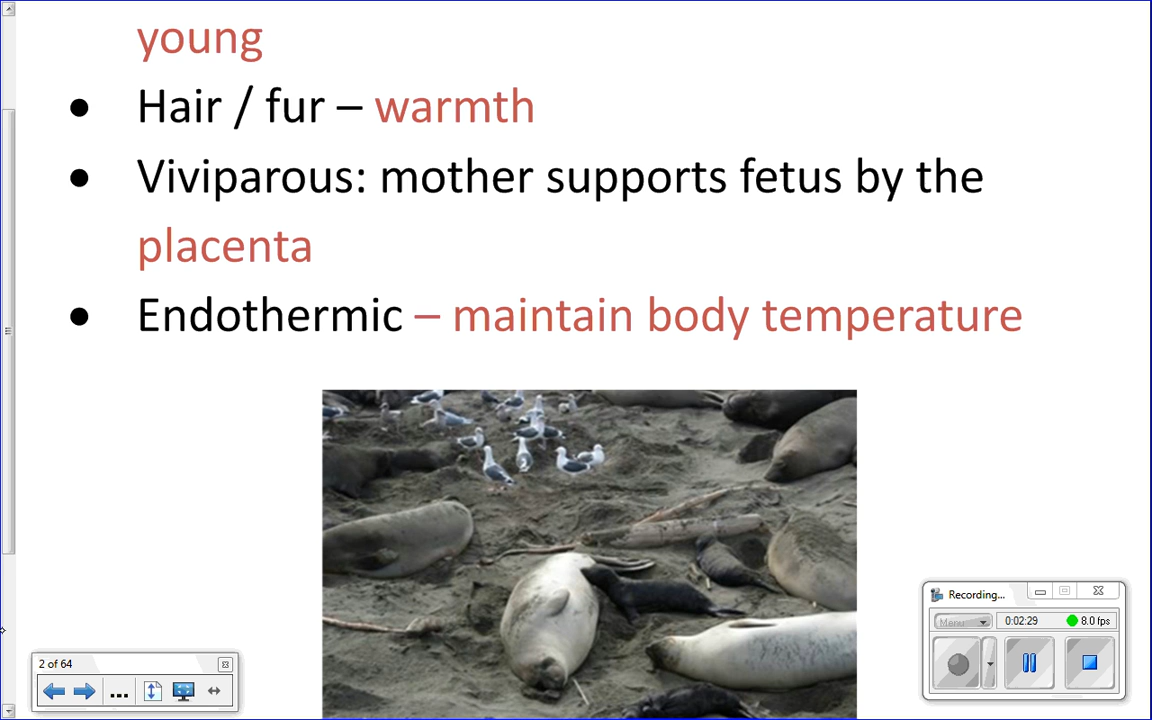 young
● Hair / fur – warmth
● Viviparous: mother supports fetus by the
placenta
● Endothermic – maintain body temperature
Recording...
Menu
0:02:29
8.0 fps
2 of 64
...